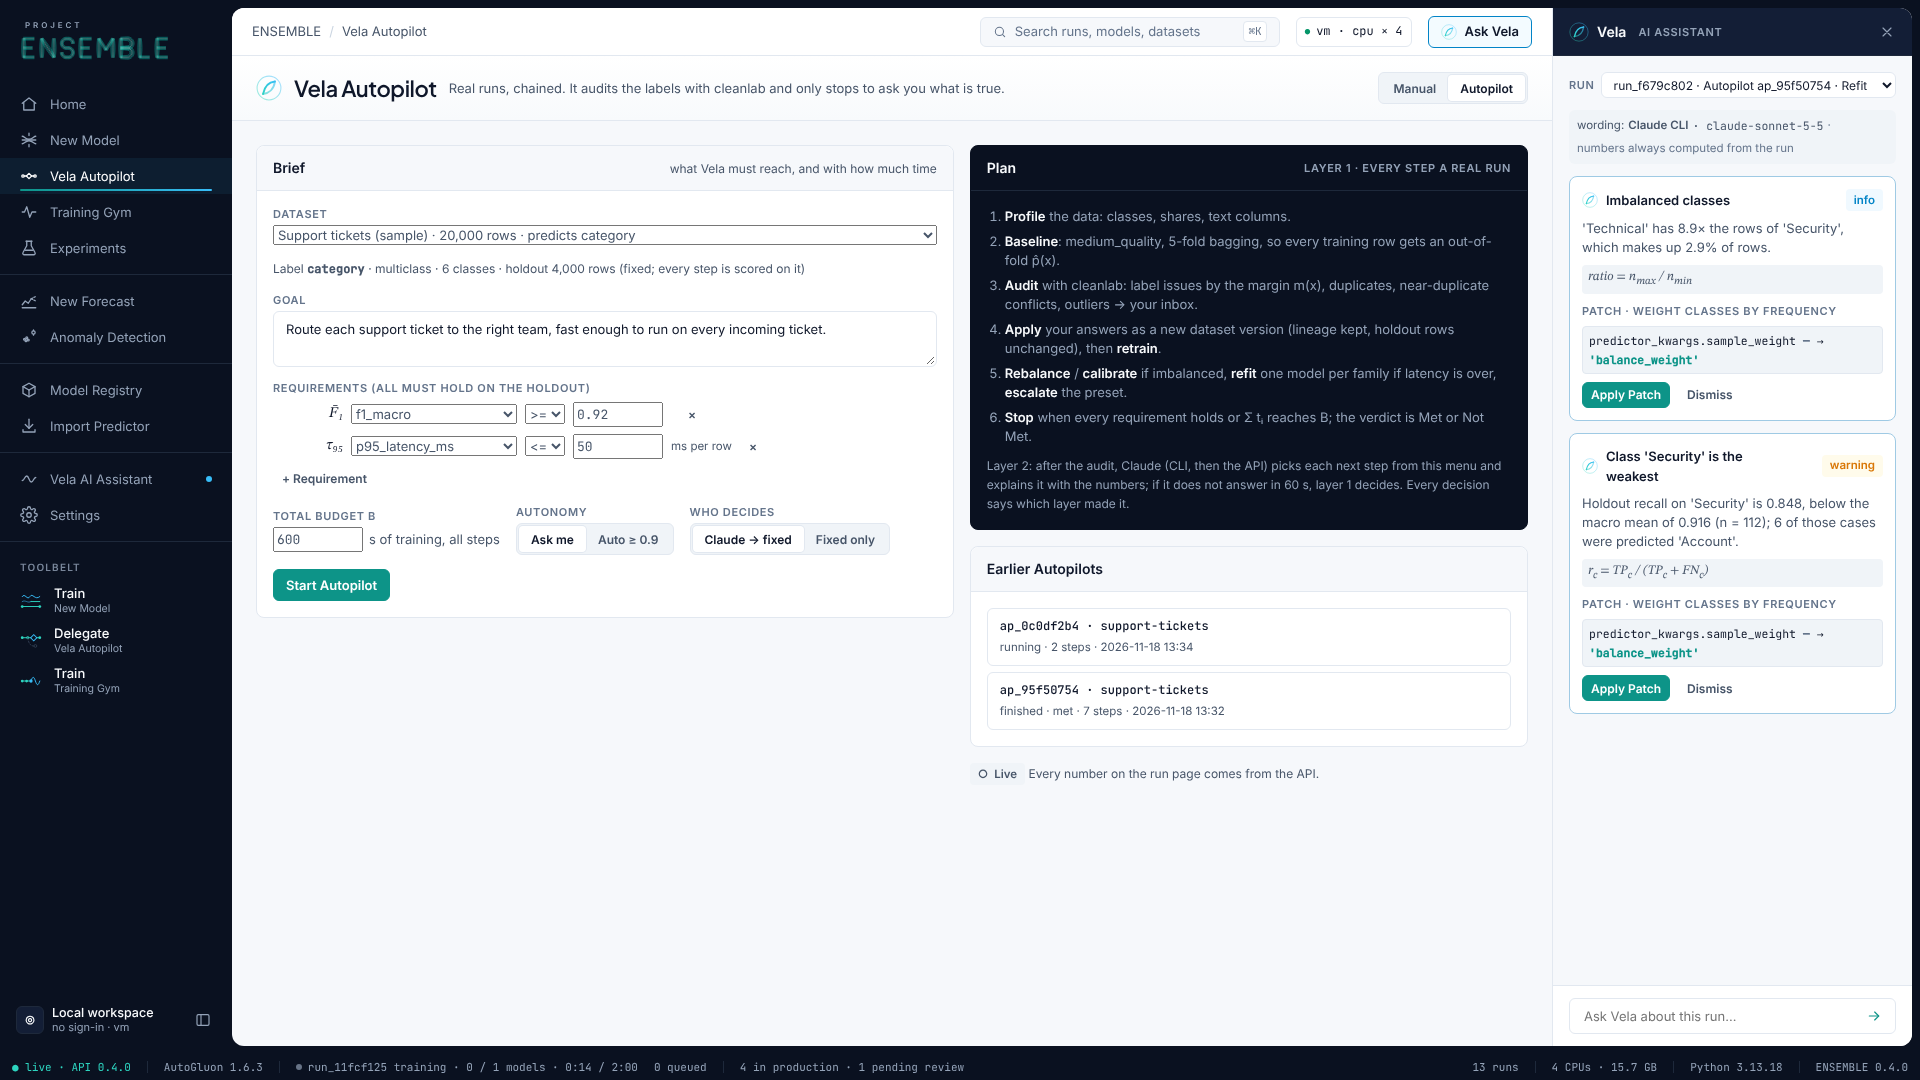 PROJECT
ENSEMBLE
Home
New Model
Vela Autopilot
Training Gym
Experiments
New Forecast
Anomaly Detection
Model Registry
Import Predictor
Vela AI Assistant
Settings
TOOLBELT
Train
New Model
Delegate
Vela Autopilot
Train
Training Gym
Local workspace
no sign-in · vm
ENSEMBLE / Vela Autopilot
Search runs, models, datasets ⌘K
vm · cpu × 4
Ask Vela
Vela Autopilot
Real runs, chained. It audits the labels with cleanlab and only stops to ask you what is true.
Manual
Autopilot
Brief
what Vela must reach, and with how much time
DATASET
Support tickets (sample) · 20,000 rows · predicts category
Label category · multiclass · 6 classes · holdout 4,000 rows (fixed; every step is scored on it)
GOAL
Route each support ticket to the right team, fast enough to run on every incoming ticket.
REQUIREMENTS (ALL MUST HOLD ON THE HOLDOUT)
F̄₁ f1_macro >= 0.92 ×
τ₉₅ p95_latency_ms <= 50 ms per row ×
+ Requirement
TOTAL BUDGET B
600 s of training, all steps
AUTONOMY
Ask me
Auto ≥ 0.9
WHO DECIDES
Claude → fixed
Fixed only
Start Autopilot
Plan
LAYER 1 · EVERY STEP A REAL RUN
1. Profile the data: classes, shares, text columns.
2. Baseline: medium_quality, 5-fold bagging, so every training row gets an out-of-
fold p̂(x).
3. Audit with cleanlab: label issues by the margin m(x), duplicates, near-duplicate
conflicts, outliers → your inbox.
4. Apply your answers as a new dataset version (lineage kept, holdout rows
unchanged), then retrain.
5. Rebalance / calibrate if imbalanced, refit one model per family if latency is over,
escalate the preset.
6. Stop when every requirement holds or Σ tᵢ reaches B; the verdict is Met or Not
Met.
Layer 2: after the audit, Claude (CLI, then the API) picks each next step from this menu and
explains it with the numbers; if it does not answer in 60 s, layer 1 decides. Every decision
says which layer made it.
Earlier Autopilots
ap_0c0df2b4 · support-tickets
running · 2 steps · 2026-11-18 13:34
ap_95f50754 · support-tickets
finished · met · 7 steps · 2026-11-18 13:32
Live Every number on the run page comes from the API.
Vela AI ASSISTANT
RUN run_f679c802 · Autopilot ap_95f50754 · Refit
wording: Claude CLI · claude-sonnet-5-5 ·
numbers always computed from the run
Imbalanced classes info
'Technical' has 8.9× the rows of 'Security',
which makes up 2.9% of rows.
ratio = n_max / n_min
PATCH · WEIGHT CLASSES BY FREQUENCY
predictor_kwargs.sample_weight — →
'balance_weight'
Apply Patch Dismiss
Class 'Security' is the
weakest
warning
Holdout recall on 'Security' is 0.848, below the
macro mean of 0.916 (n = 112); 6 of those cases
were predicted 'Account'.
r_c = TP_c / (TP_c + FN_c)
PATCH · WEIGHT CLASSES BY FREQUENCY
predictor_kwargs.sample_weight — →
'balance_weight'
Apply Patch Dismiss
Ask Vela about this run...
live · API 0.4.0 AutoGluon 1.6.3 run_11fcf125 training · 0 / 1 models · 0:14 / 2:00 0 queued 4 in production · 1 pending review 13 runs 4 CPUs · 15.7 GB Python 3.13.18 ENSEMBLE 0.4.0